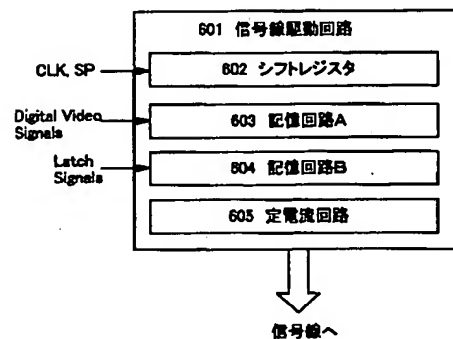 601 信号線駆動回路
CLK, SP
602 シフトレジスタ
Digital Video
Signals
603 記憶回路A
Latch
Signals
604 記憶回路B
605 定電流回路
信号線へ